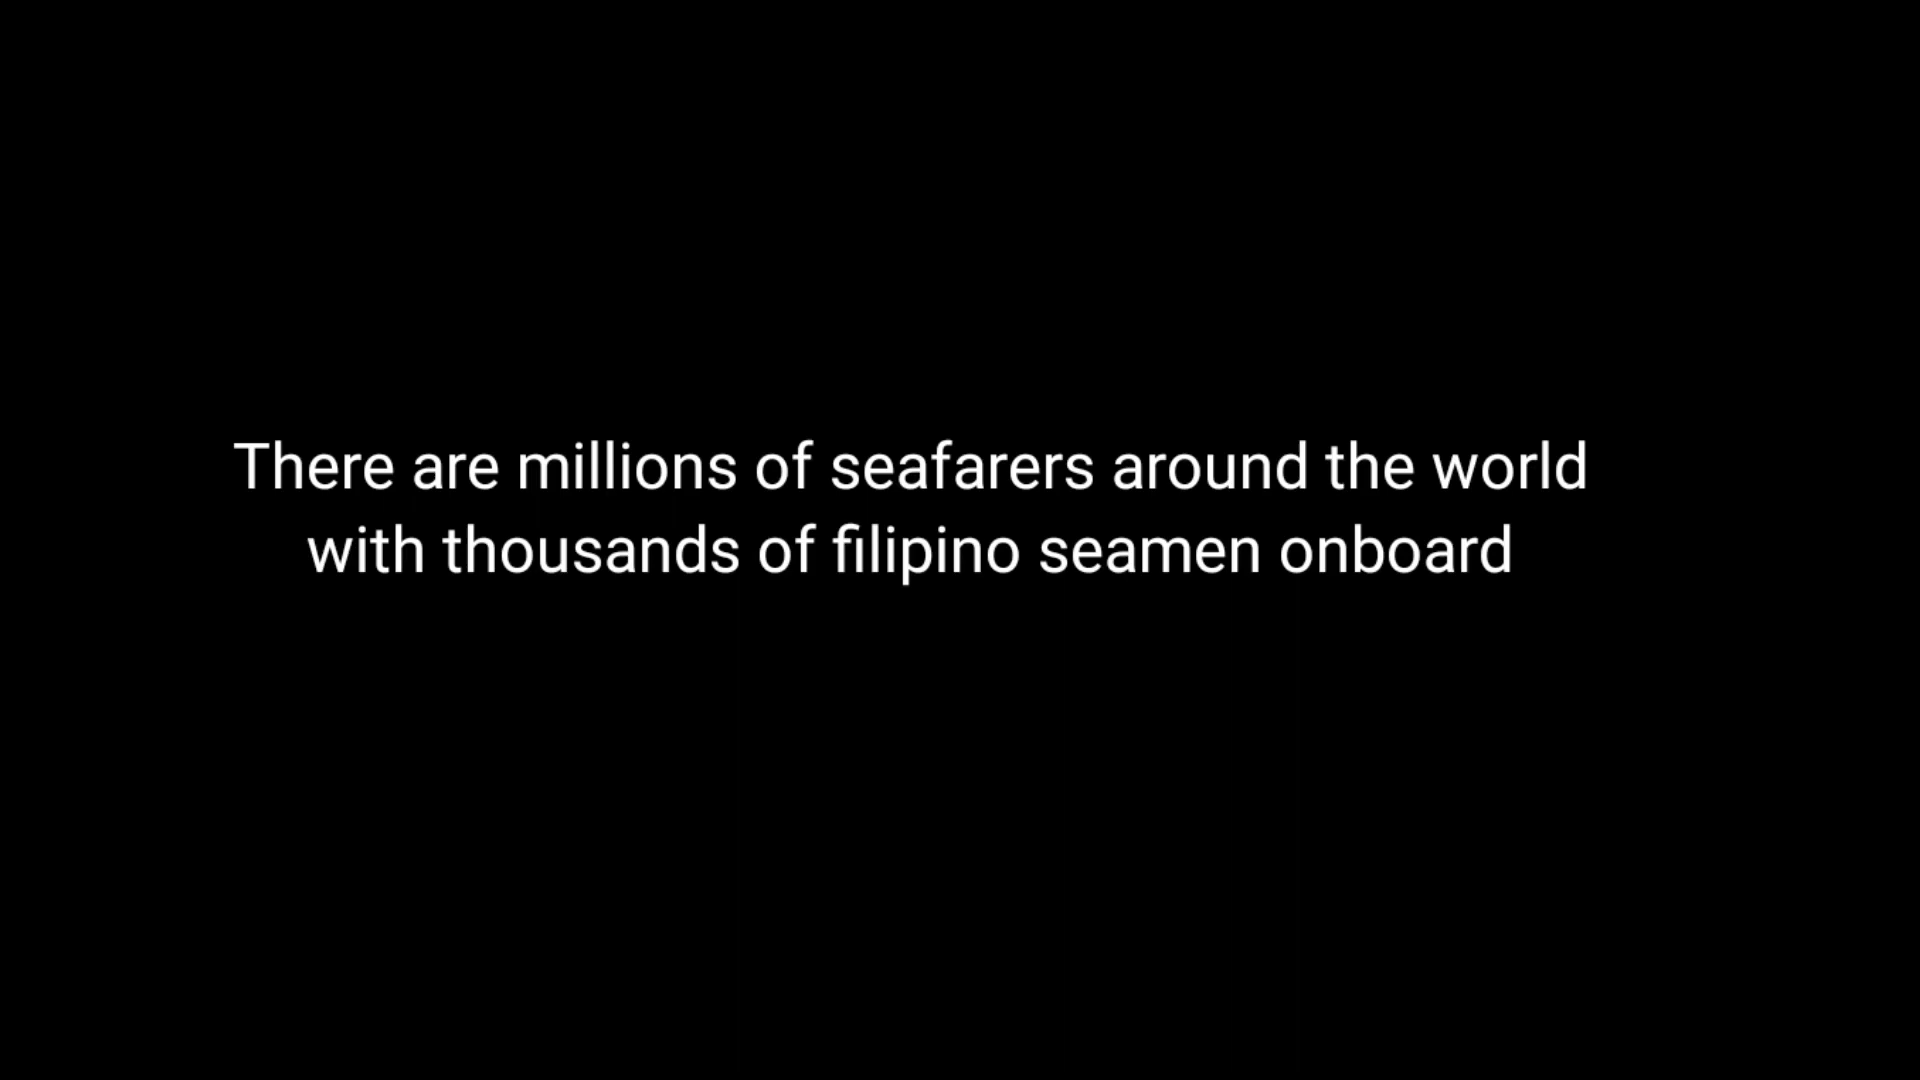 There are millions of seafarers around the world
with thousands of filipino seamen onboard